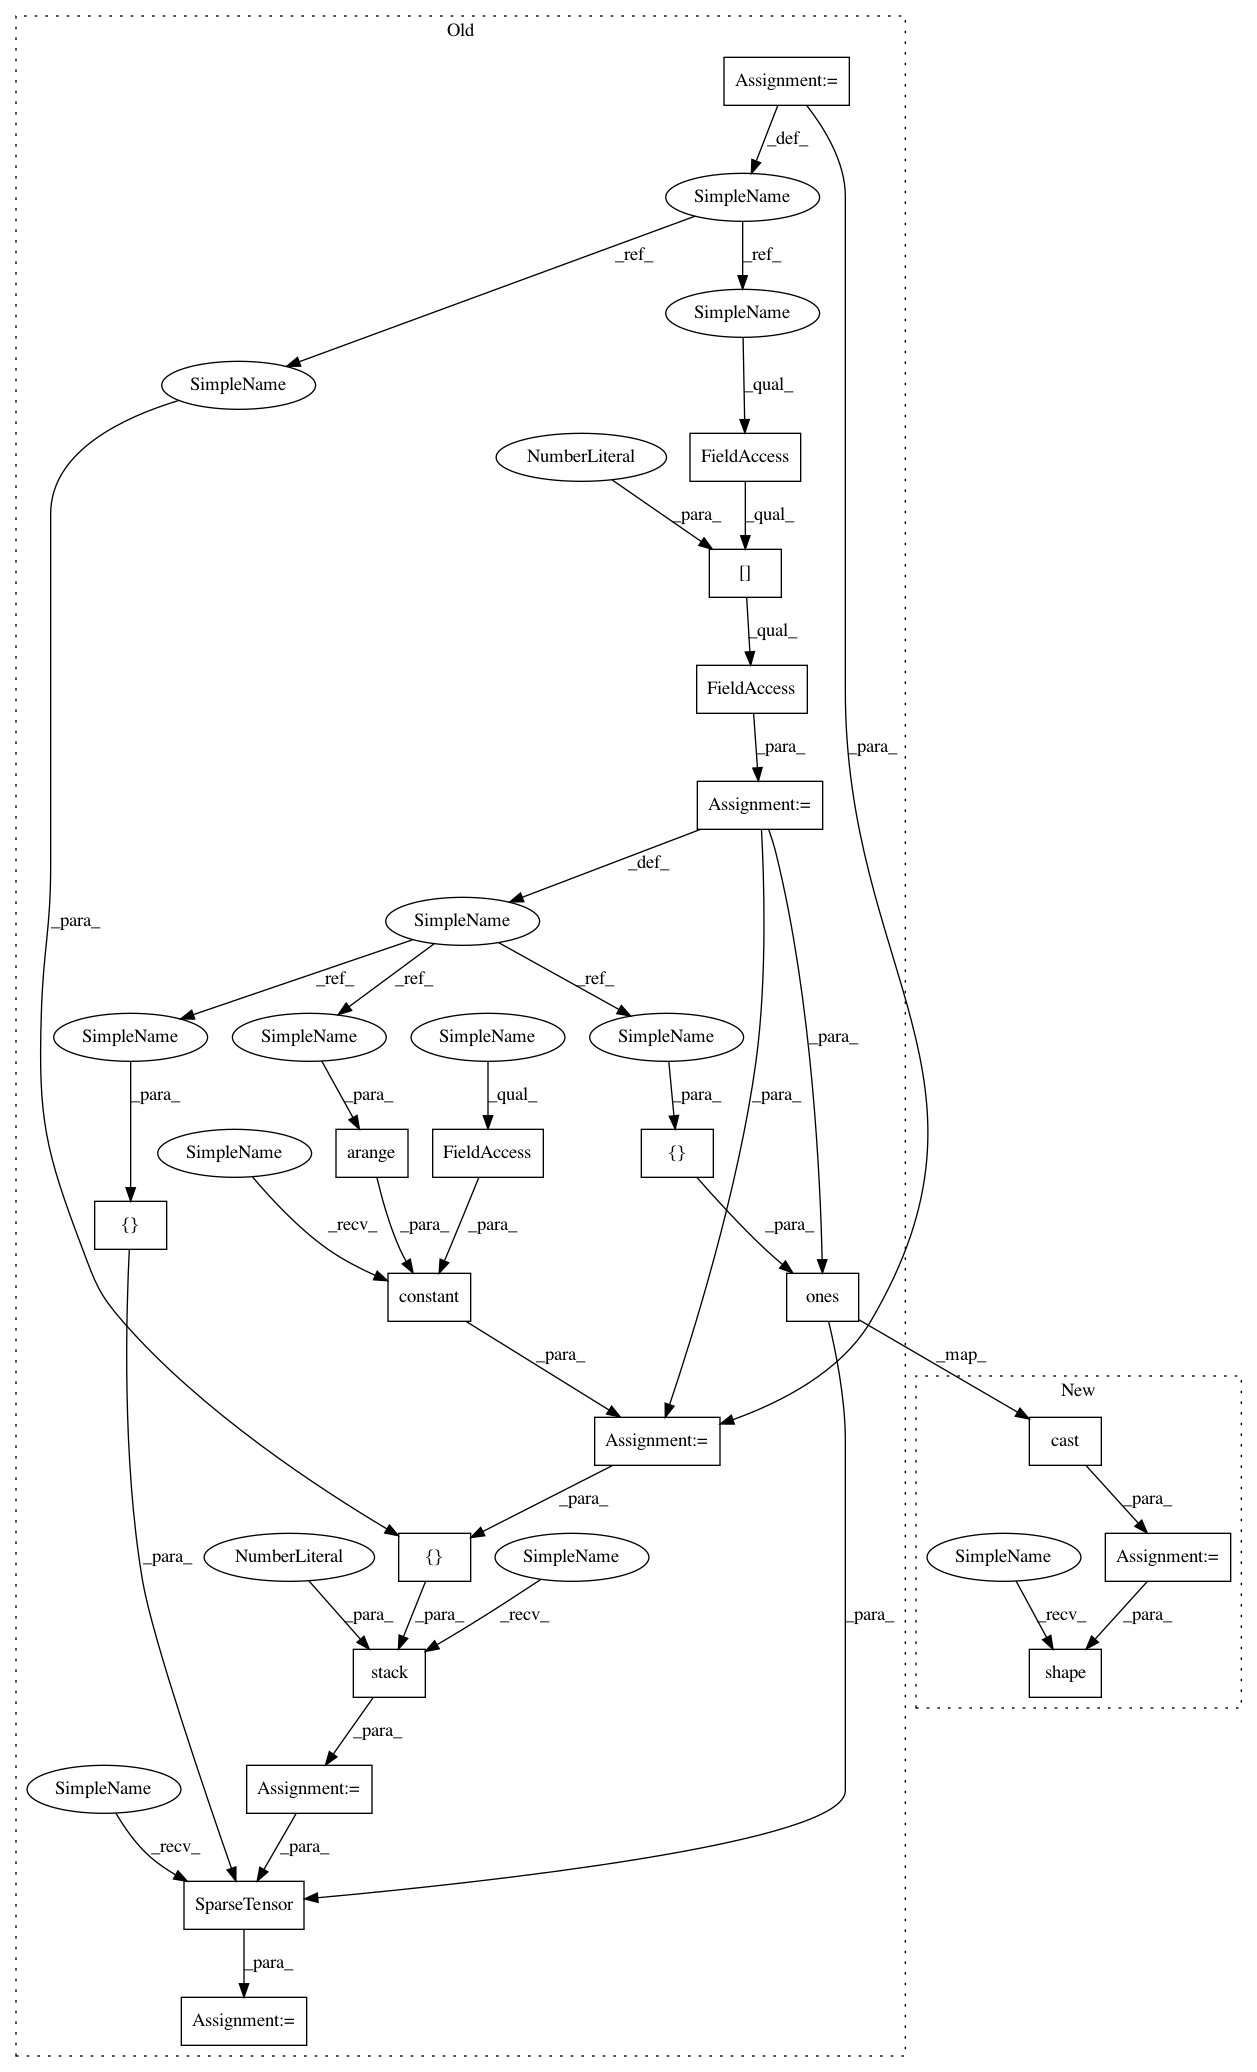 Old
Assignment:=
_def_
SimpleName
_ref_
_ref_
SimpleName
SimpleName
_qual_
NumberLiteral
FieldAccess
_para_
_qual_
[]
_qual_
FieldAccess
_para_
_para_
Assignment:=
_def_
_para_
SimpleName
_ref_
_ref_
_ref_
SimpleName
SimpleName
SimpleName
SimpleName
_para_
_para_
_para_
_qual_
_para_
_para_
SimpleName
arange
FieldAccess
{}
{}
_recv_
_para_
_para_
_para_
constant
ones
_para_
_map_
New
Assignment:=
cast
_para_
_para_
NumberLiteral
{}
SimpleName
SimpleName
Assignment:=
_para_
_para_
_para_
_recv_
_para_
_recv_
_para_
stack
shape
_para_
SimpleName
Assignment:=
_recv_
_para_
SparseTensor
_para_
Assignment:=